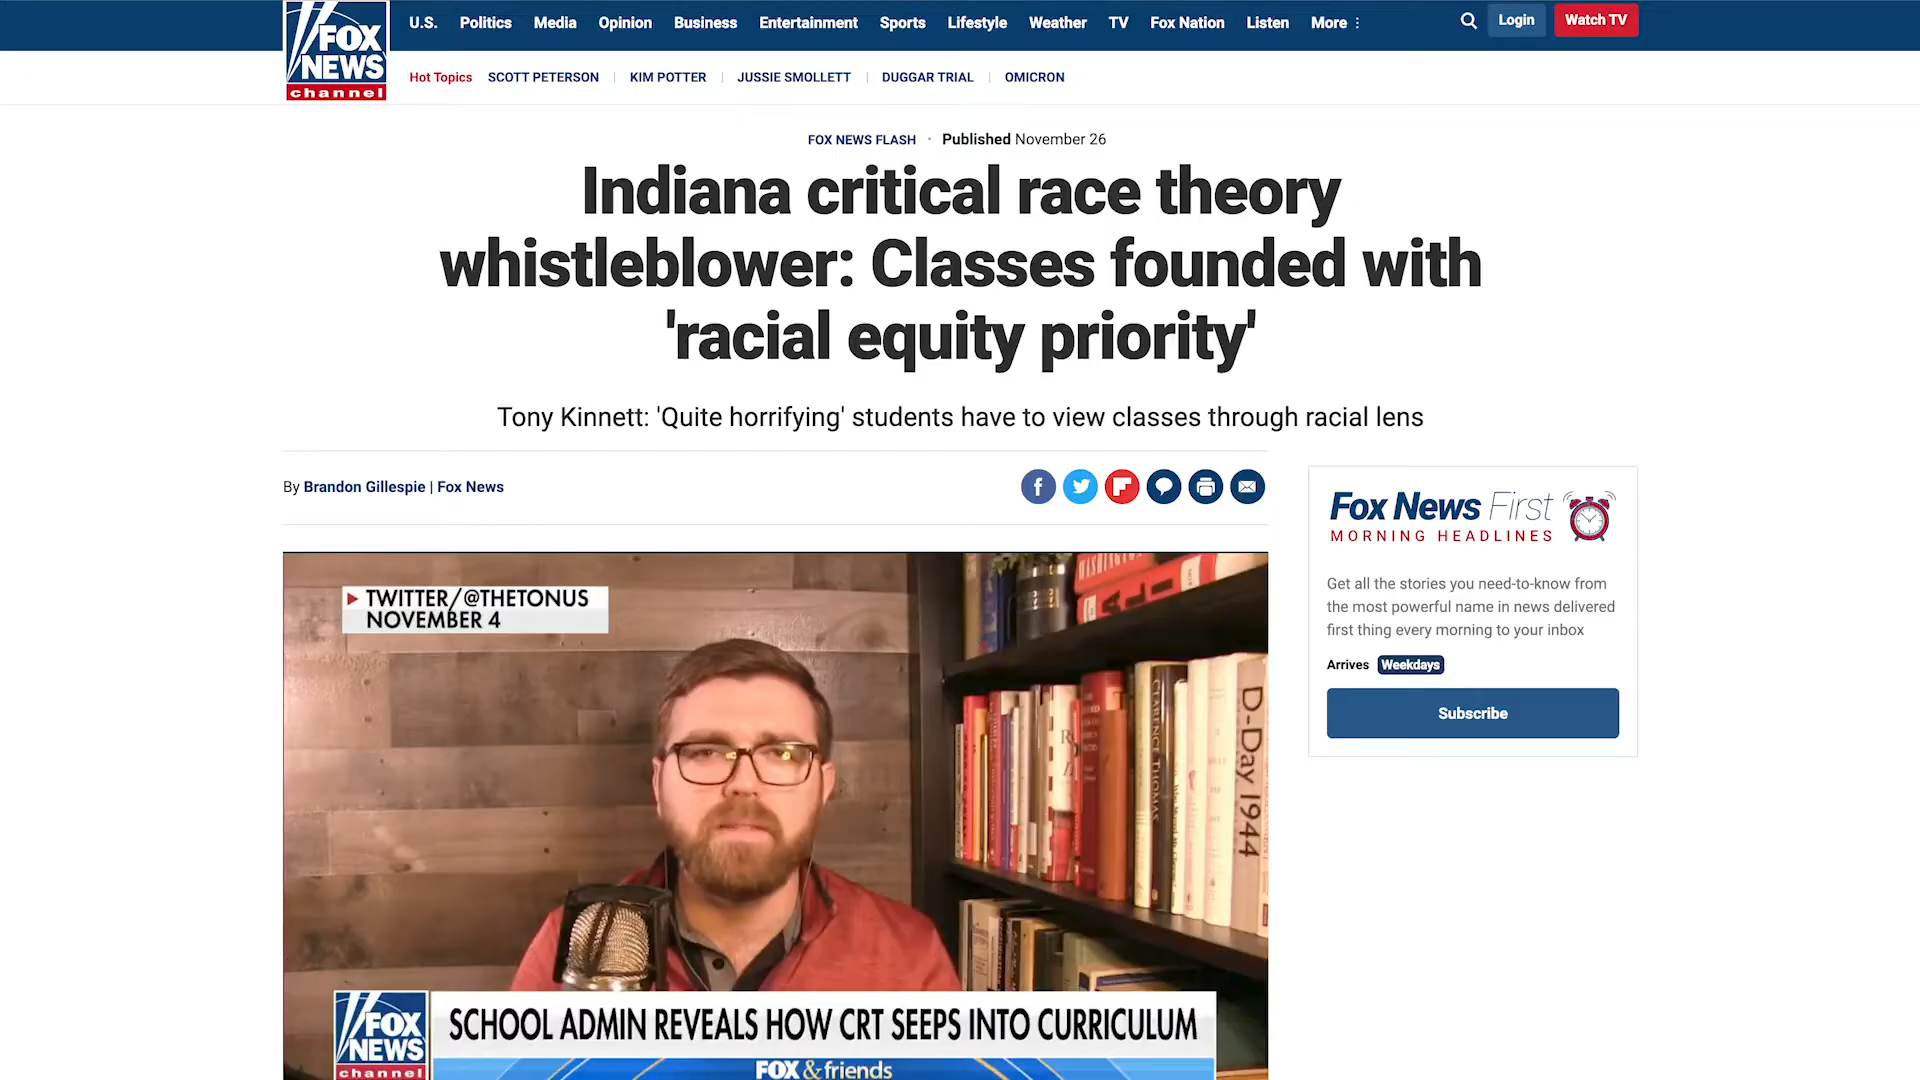 FOX
NEWS
channel
U.S. Politics Media Opinion Business Entertainment Sports Lifestyle Weather TV Fox Nation Listen More Login Watch TV
Hot Topics SCOTT PETERSON KIM POTTER JUSSIE SMOLLETT DUGGAR TRIAL OMICRON
FOX NEWS FLASH · Published November 26
Indiana critical race theory
whistleblower: Classes founded with
'racial equity priority'
Tony Kinnett: 'Quite horrifying' students have to view classes through racial lens
By Brandon Gillespie | Fox News
Fox News First
MORNING HEADLINES
Get all the stories you need-to-know from
the most powerful name in news delivered
first thing every morning to your inbox
Arrives Weekdays
Subscribe
TWITTER/@THETONUS
NOVEMBER 4
WASHINGTON
CLARENCE THOMAS
D-Day 1944
FOX
NEWS
channel
SCHOOL ADMIN REVEALS HOW CRT SEEPS INTO CURRICULUM
FOX & friends